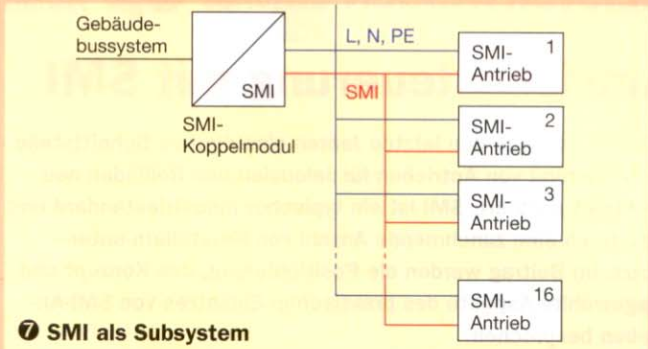 Gebäude-
bussystem
SMI
SMI-
Koppelmodul
L, N, PE
SMI
SMI-
Antrieb
1
SMI-
Antrieb
2
SMI-
Antrieb
3
SMI-
Antrieb
16
❼ SMI als Subsystem